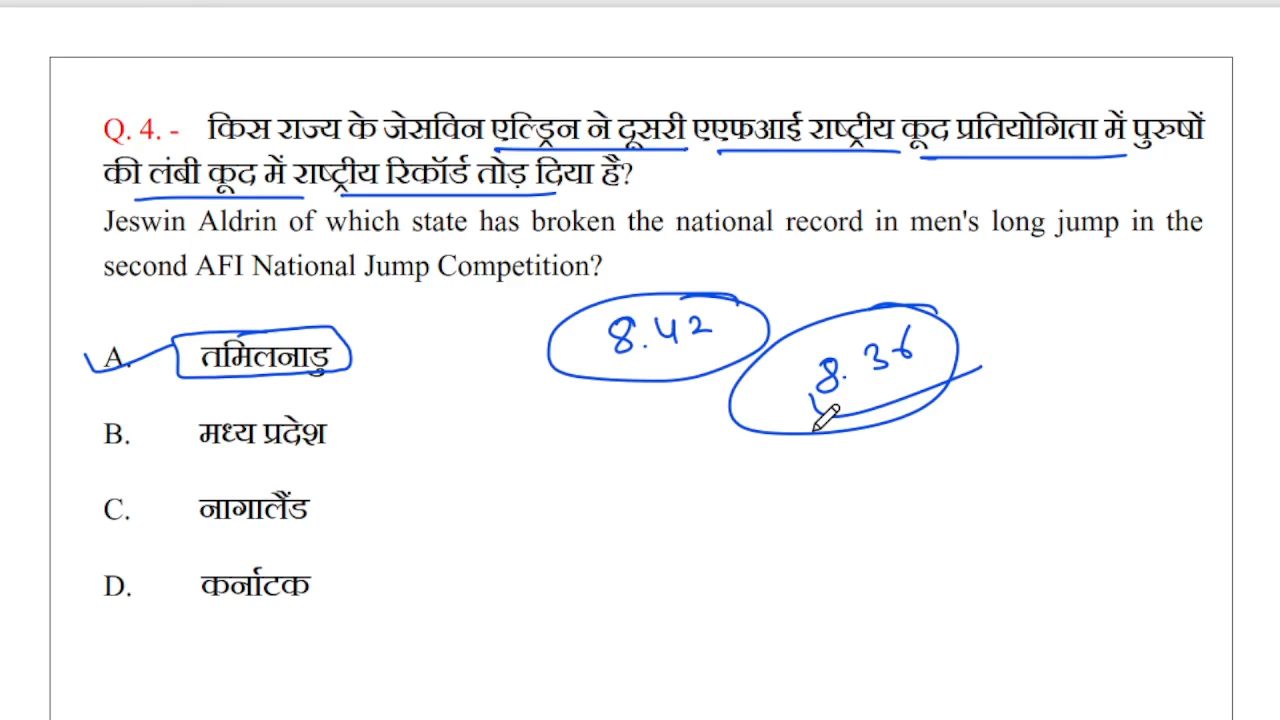 Q. 4. - किस राज्य के जेसविन एल्ड्रिन ने दूसरी एएफआई राष्ट्रीय कूद प्रतियोगिता में पुरुषों
की लंबी कूद में राष्ट्रीय रिकॉर्ड तोड़ दिया है?
Jeswin Aldrin of which state has broken the national record in men's long jump in the
second AFI National Jump Competition?
8.42
A. तमिलनाडु
8.36
B. मध्य प्रदेश
C. नागालैंड
D. कर्नाटक